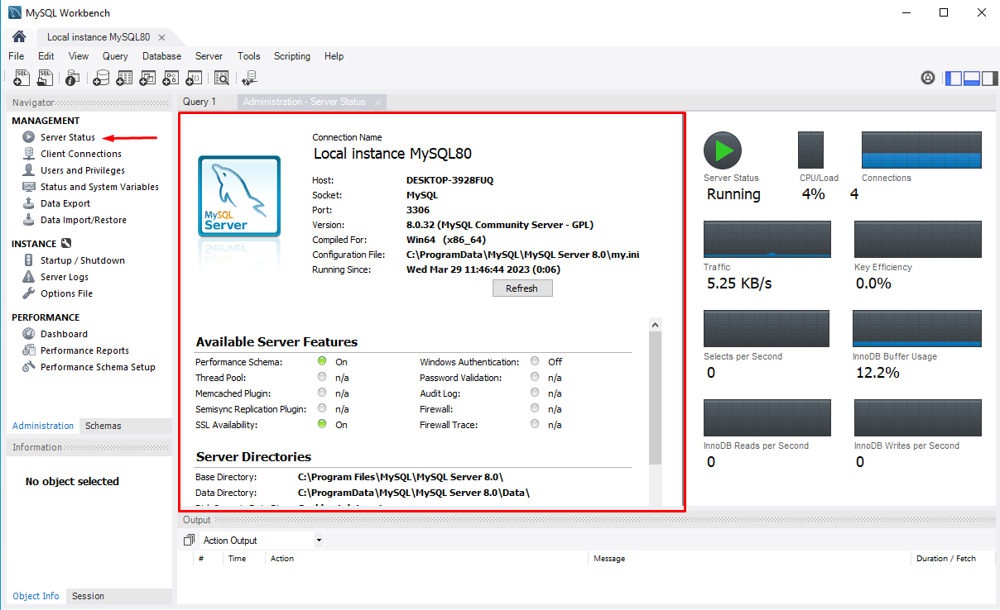 MySQL Workbench
Local instance MySQL80
File Edit View Query Database Server Tools Scripting Help
Navigator
MANAGEMENT
Server Status
Client Connections
Users and Privileges
Status and System Variables
Data Export
Data Import/Restore
INSTANCE
Startup / Shutdown
Server Logs
Options File
PERFORMANCE
Dashboard
Performance Reports
Performance Schema Setup
Administration Schemas
Information
No object selected
Object Info Session
Query 1 Administration - Server Status
Connection Name
Local instance MySQL80
MySQL
Server
Host: DESKTOP-3928FUQ
Socket: MySQL
Port: 3306
Version: 8.0.32 (MySQL Community Server - GPL)
Compiled For: Win64 (x86_64)
Configuration File: C:\ProgramData\MySQL\MySQL Server 8.0\my.ini
Running Since: Wed Mar 29 11:46:44 2023 (0:06)
Refresh
Available Server Features
Performance Schema: On Windows Authentication: Off
Thread Pool: n/a Password Validation: n/a
Memcached Plugin: n/a Audit Log: n/a
Semisync Replication Plugin: n/a Firewall: n/a
SSL Availability: On Firewall Trace: n/a
Server Directories
Base Directory: C:\Program Files\MySQL\MySQL Server 8.0\
Data Directory: C:\ProgramData\MySQL\MySQL Server 8.0\Data\
Server Status CPU/Load Connections
Running 4% 4
Traffic Key Efficiency
5.25 KB/s 0.0%
Selects per Second InnoDB Buffer Usage
0 12.2%
InnoDB Reads per Second InnoDB Writes per Second
0 0
Output
Action Output
# Time Action Message Duration / Fetch